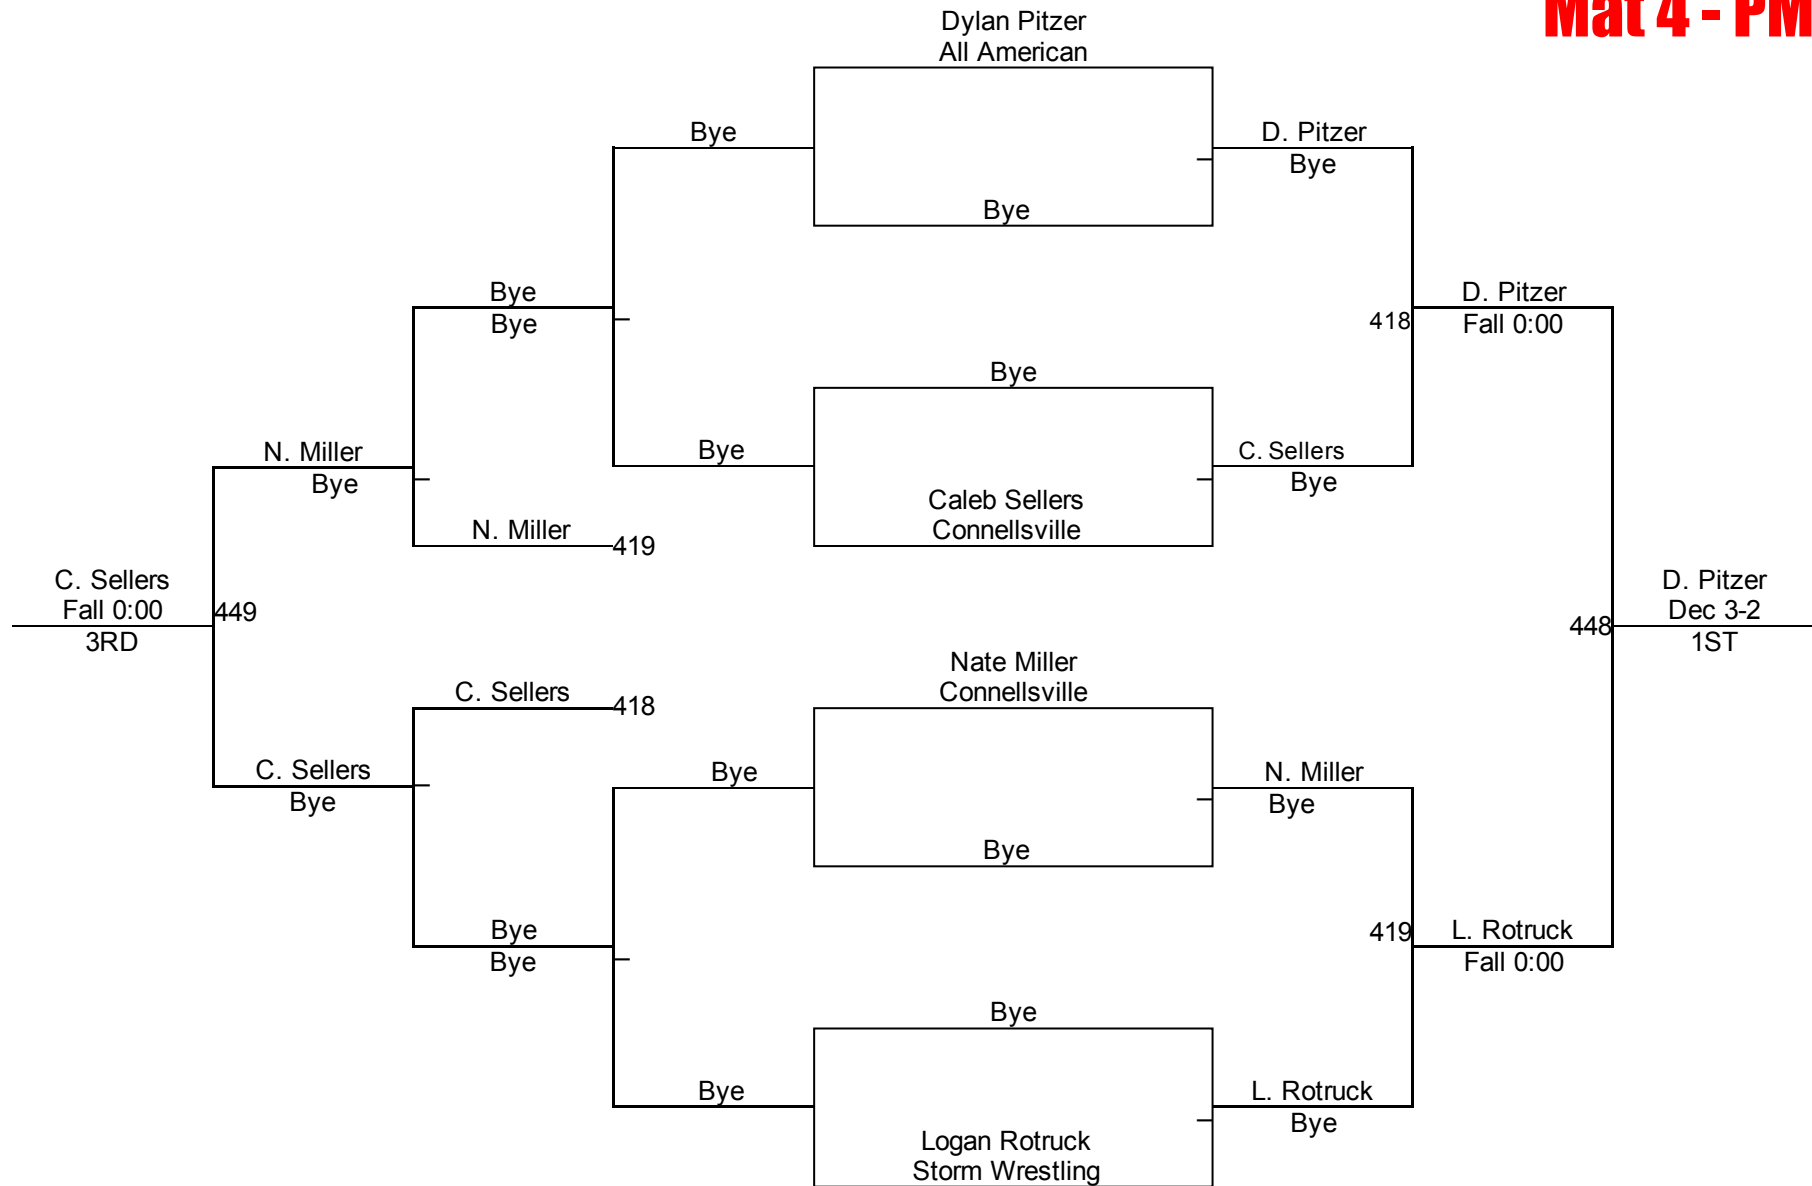 Mat 4 - PM
Dylan Pitzer
All American
Bye
D. Pitzer
Bye
Bye
Bye
Bye
418
D. Pitzer
Fall 0:00
Bye
N. Miller
Bye
Bye
C. Sellers
Bye
Caleb Sellers
Connellsville
N. Miller
419
C. Sellers
Fall 0:00
3RD
449
448
D. Pitzer
Dec 3-2
1ST
Nate Miller
Connellsville
C. Sellers
418
C. Sellers
Bye
Bye
N. Miller
Bye
Bye
Bye
Bye
419
L. Rotruck
Fall 0:00
Bye
Bye
L. Rotruck
Bye
Logan Rotruck
Storm Wrestling